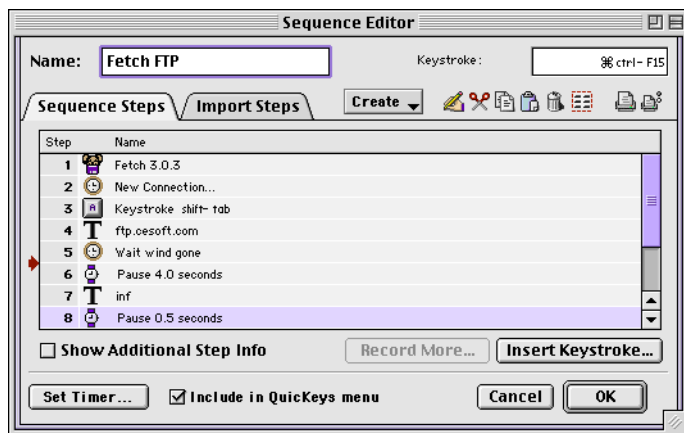 Sequence Editor
Name: Fetch FTP Keystroke: ⌘ ctrl-F15
Sequence Steps Import Steps Create
Step Name
1 Fetch 3.0.3
2 New Connection...
3 A Keystroke shift-tab
4 T ftp.cesoft.com
5 Wait wind gone
6 Pause 4.0 seconds
7 T inf
8 Pause 0.5 seconds
Show Additional Step Info Record More... Insert Keystroke...
Set Timer... Include in QuicKeys menu Cancel OK